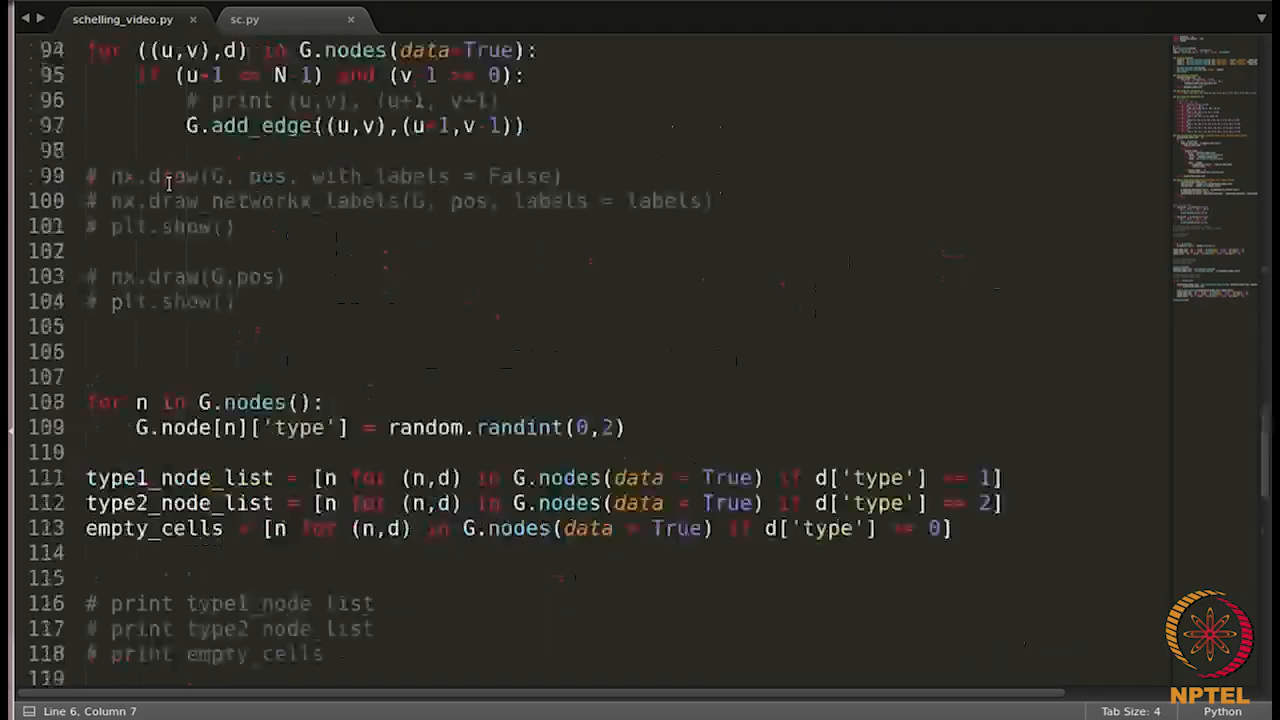 schelling_video.py × sc.py ×
94 for ((u,v),d) in G.nodes(data=True):
95 if (u+1 <= N-1) and (v-1 >= 0):
96 # print (u,v), (u+1, v+1)
97 G.add_edge((u,v),(u+1,v-1))
98
99 # nx.draw(G, pos, with_labels = False)
100 # nx.draw_networkx_labels(G, pos, labels = labels)
101 # plt.show()
102
103 # nx.draw(G,pos)
104 # plt.show()
105
106
107
108 for n in G.nodes():
109 G.node[n]['type'] = random.randint(0,2)
110
111 type1_node_list = [n for (n,d) in G.nodes(data = True) if d['type'] == 1]
112 type2_node_list = [n for (n,d) in G.nodes(data = True) if d['type'] == 2]
113 empty_cells = [n for (n,d) in G.nodes(data = True) if d['type'] == 0]
114
115
116 # print type1_node_list
117 # print type2_node_list
118 # print empty_cells
119
NPTEL
Line 6, Column 7 Tab Size: 4 Python